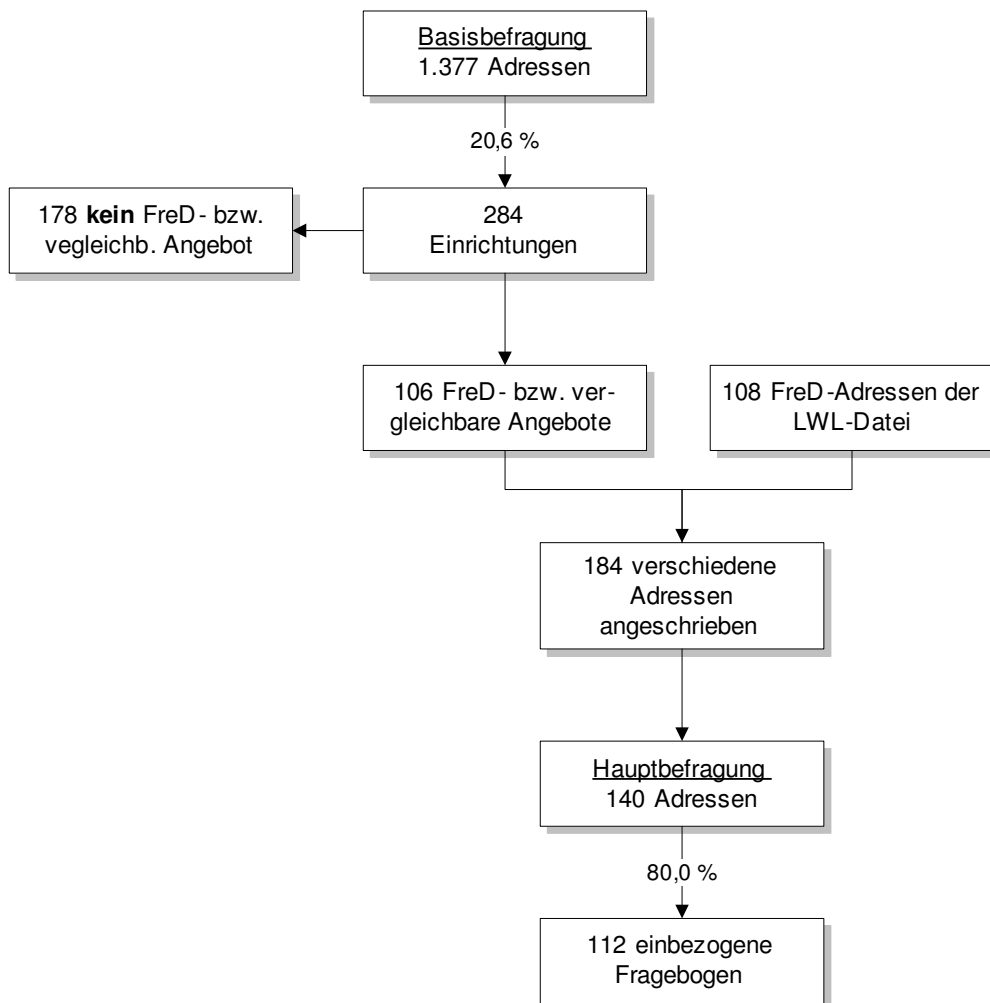 Basisbefragung
1.377 Adressen
20,6 %
178 kein FreD- bzw.
vegleichb. Angebot
284
Einrichtungen
106 FreD- bzw. ver-
gleichbare Angebote
108 FreD-Adressen der
LWL-Datei
184 verschiedene
Adressen
angeschrieben
Hauptbefragung
140 Adressen
80,0 %
112 einbezogene
Fragebogen